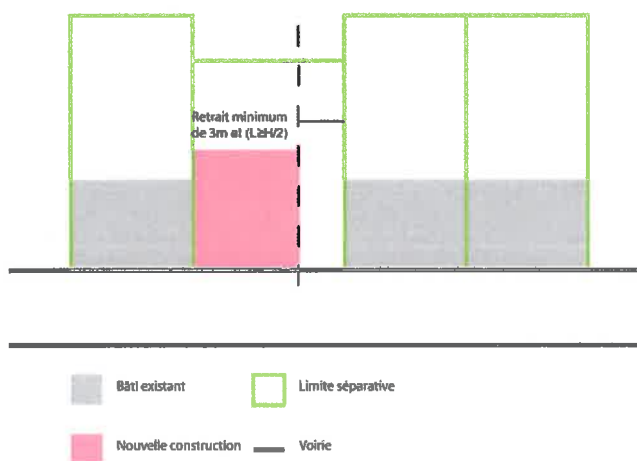 Retrait minimum
de 3m et (L≥H/2)
Bâti existant
Limite séparative
Nouvelle construction
Voirie